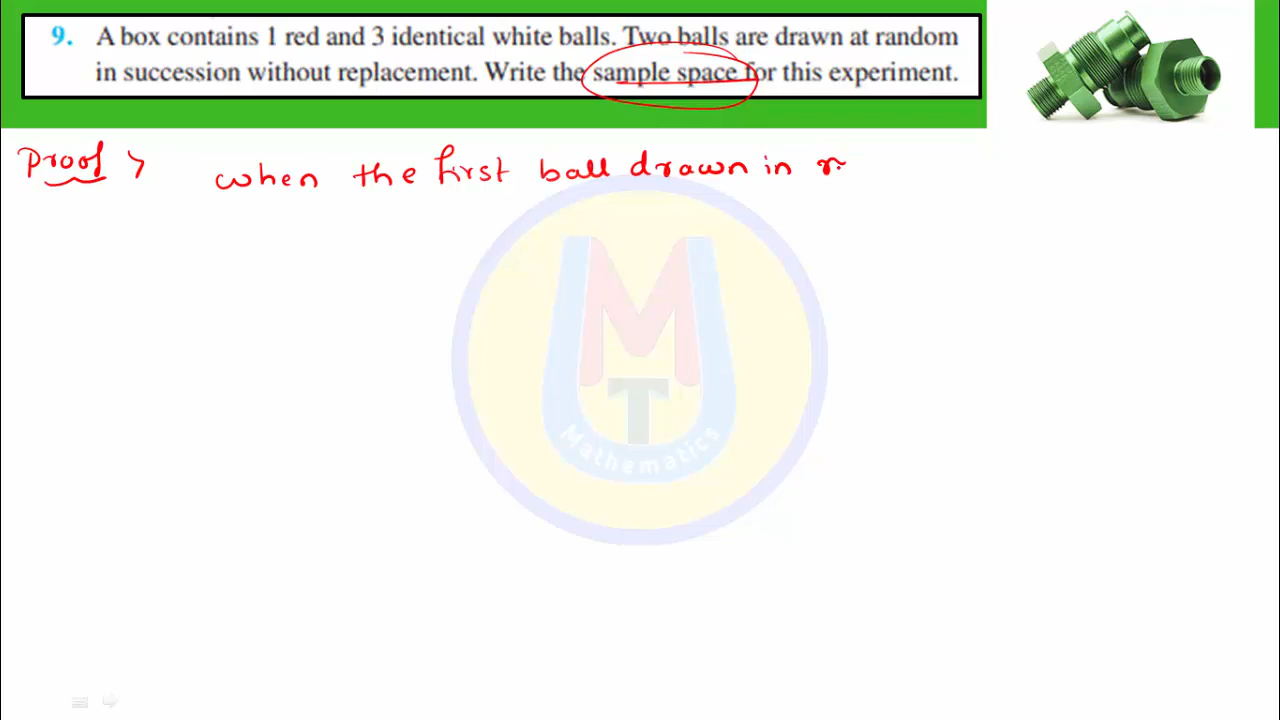 9. A box contains 1 red and 3 identical white balls. Two balls are drawn at random
in succession without replacement. Write the sample space for this experiment.
Proof > when the first ball drawn in r
M
T
U
Mathematics